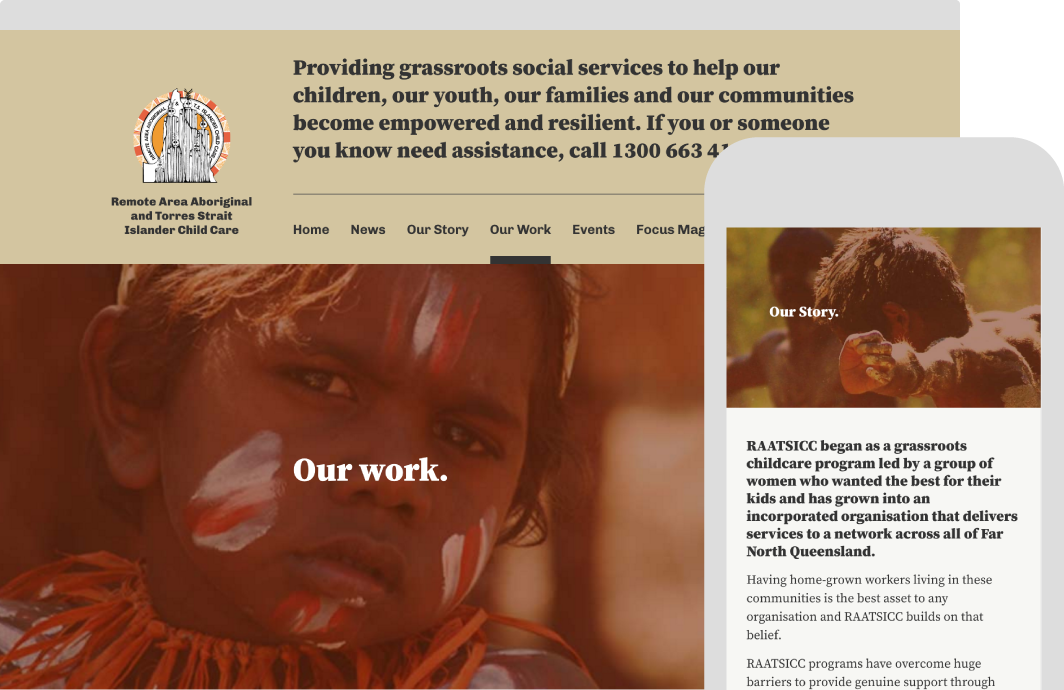 Providing grassroots social services to help our
children, our youth, our families and our communities
become empowered and resilient. If you or someone
you know need assistance, call 1300 663 41
Remote Area Aboriginal
and Torres Strait
Islander Child Care
Home News Our Story Our Work Events Focus Mag
Our work.
Our Story.
RAATSICC began as a grassroots
childcare program led by a group of
women who wanted the best for their
kids and has grown into an
incorporated organisation that delivers
services to a network across all of Far
North Queensland.
Having home-grown workers living in these
communities is the best asset to any
organisation and RAATSICC builds on that
belief.
RAATSICC programs have overcome huge
barriers to provide genuine support through